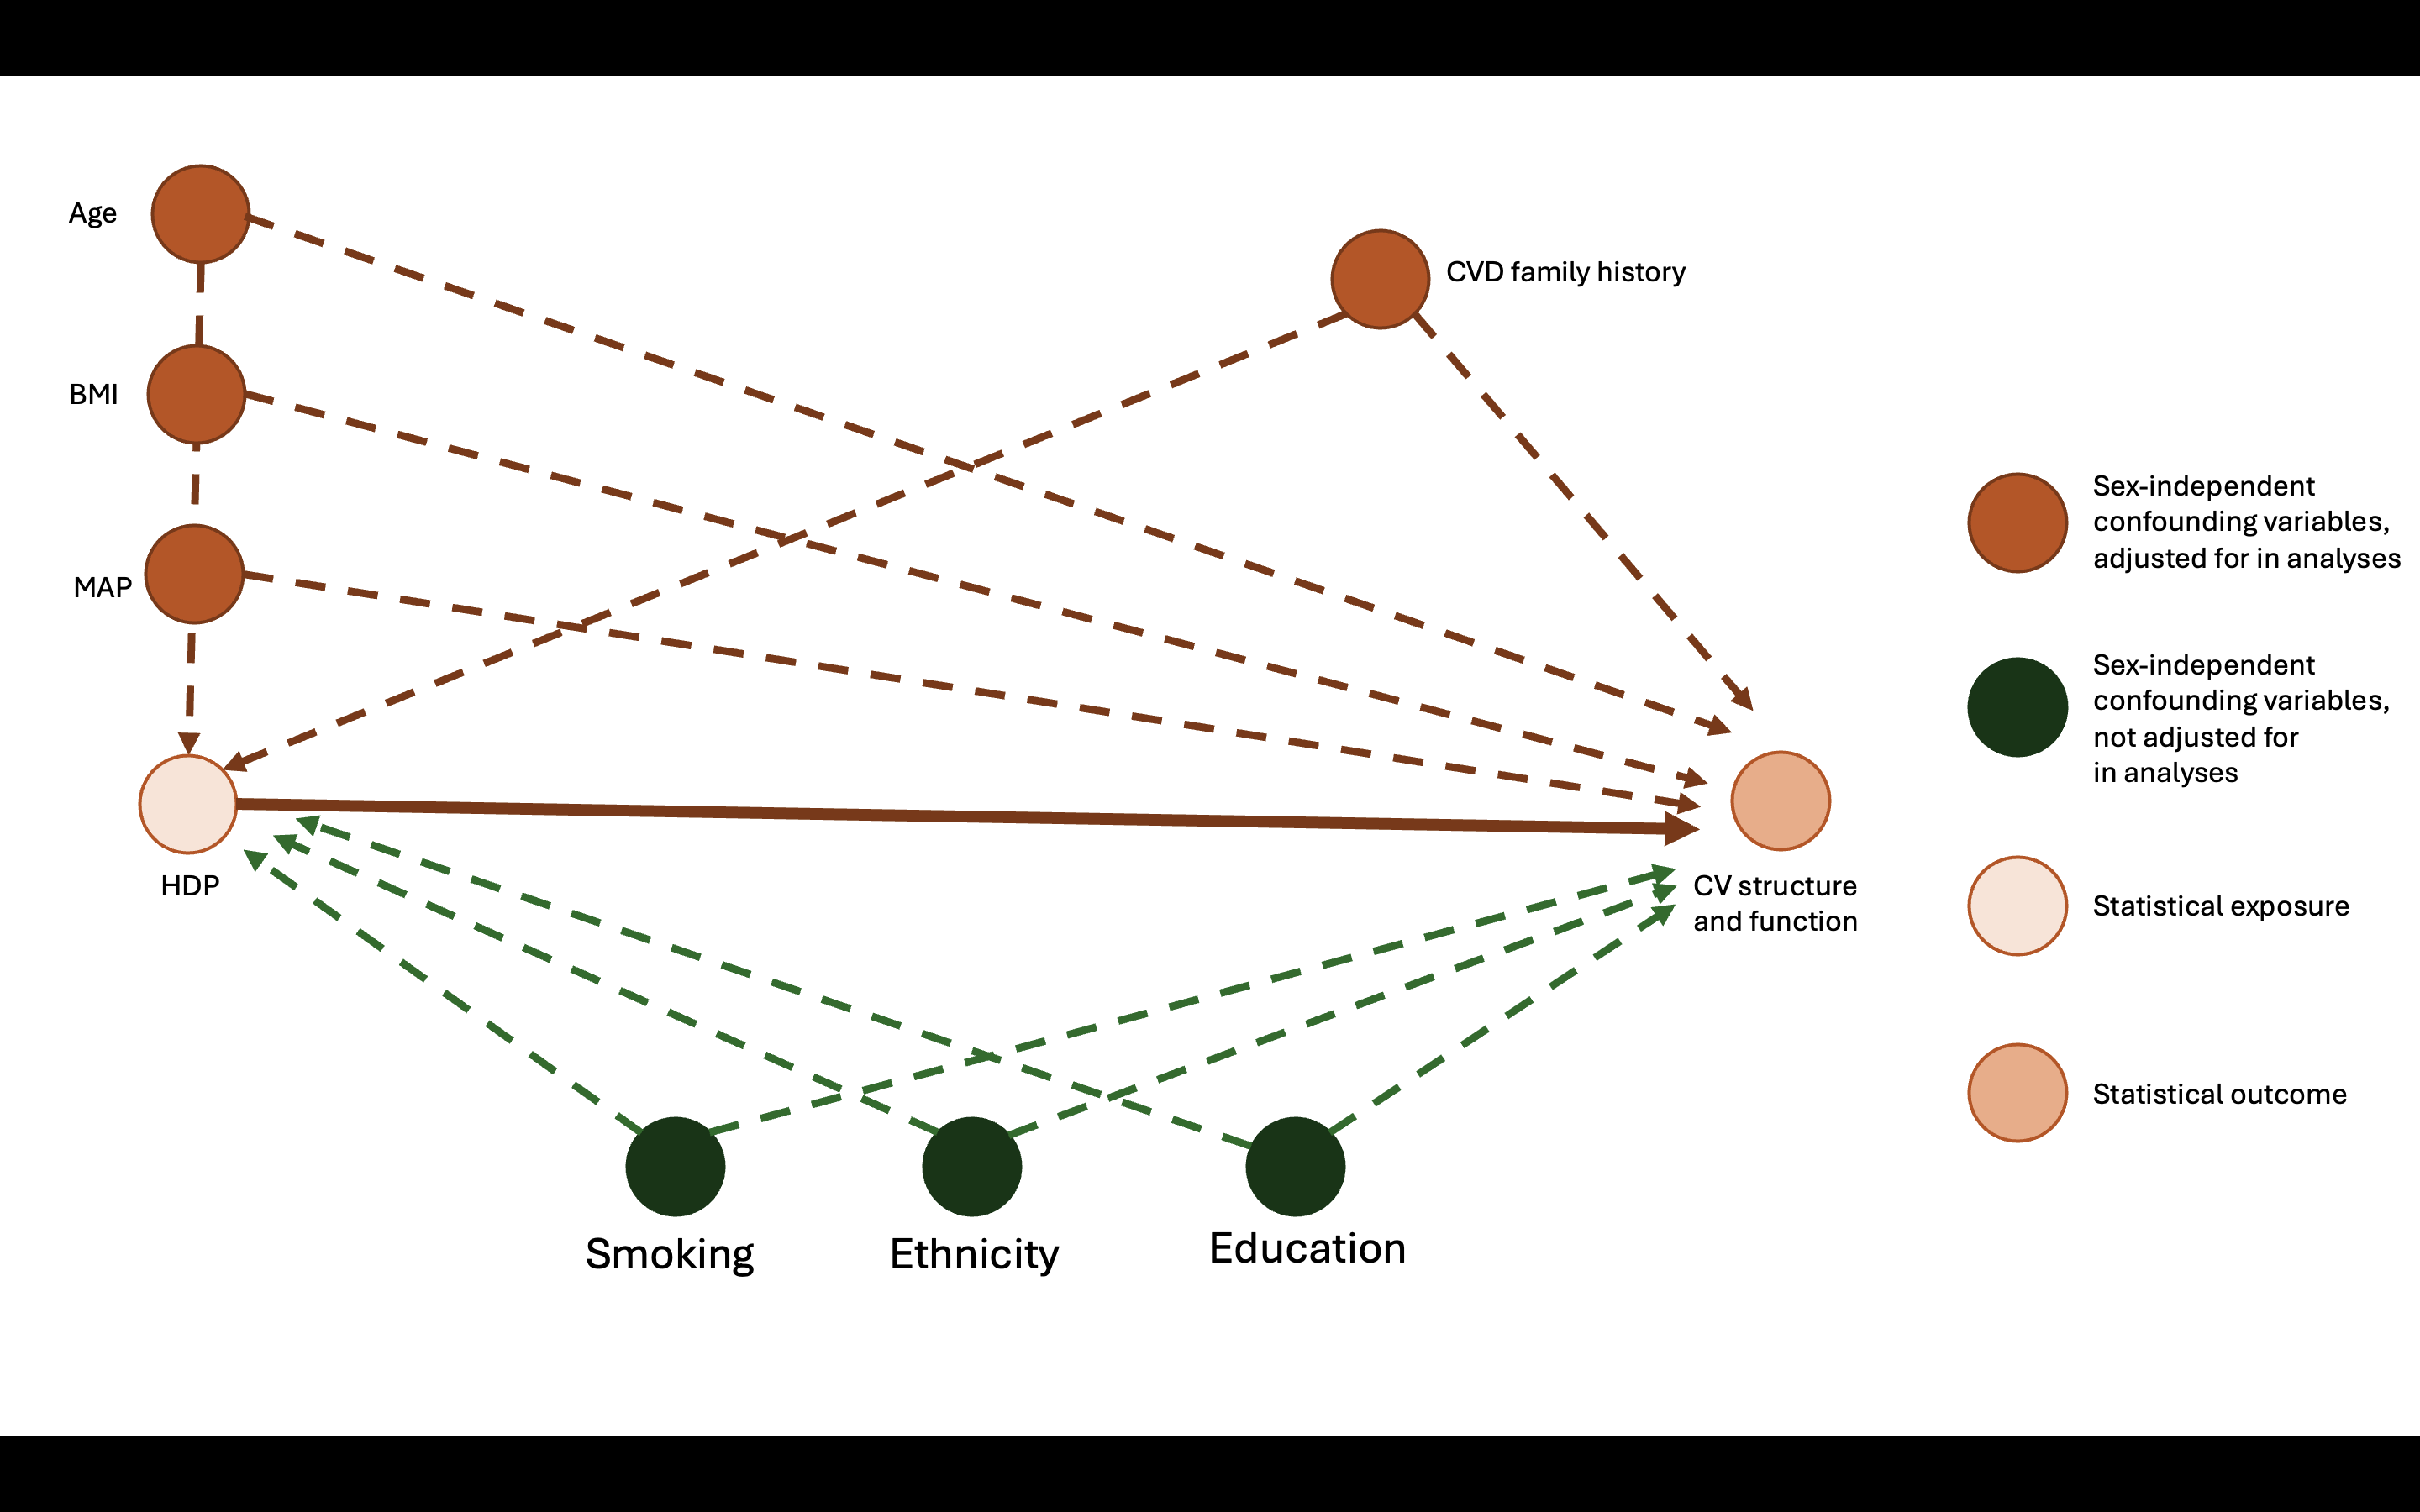 Age
CVD family history
BMI
MAP
HDP
CV structure
and function
Smoking
Ethnicity
Education
Sex-independent
confounding variables,
adjusted for in analyses
Sex-independent
confounding variables,
not adjusted for
in analyses
Statistical exposure
Statistical outcome